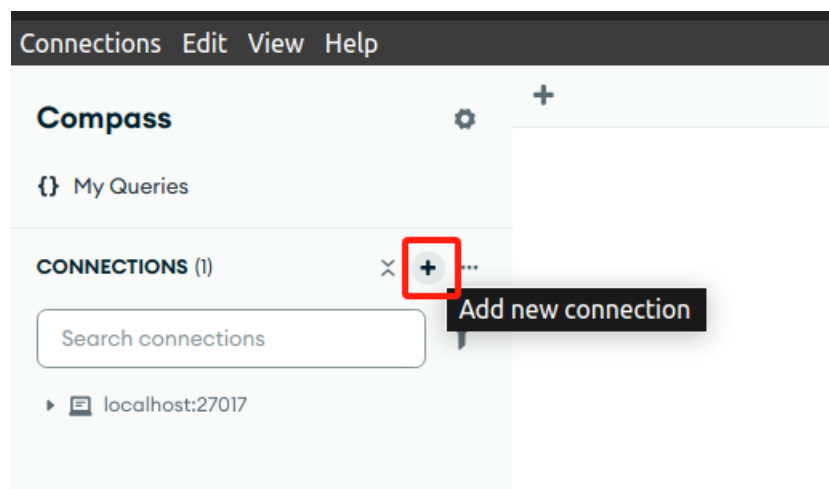 Connections Edit View Help
Compass
{} My Queries
CONNECTIONS (1)
Add new connection
Search connections
localhost:27017